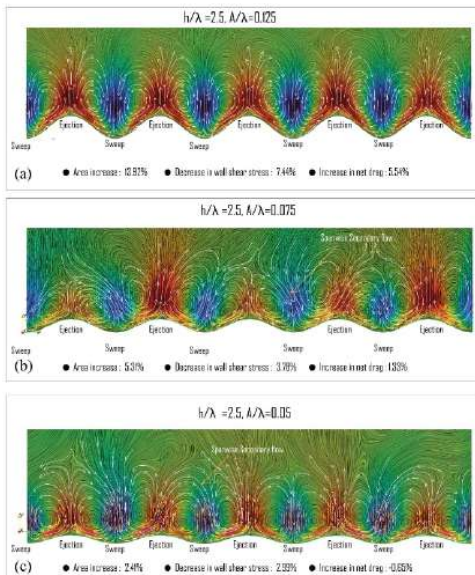 h/λ =2.5, A/λ=0.125
Ejection Ejection Ejection Ejection Ejection
Sweep Sweep Sweep Sweep Sweep
● Area increase : 13.92% ● Decrease in wall shear stress : 7.44% ● Increase in net drag : 5.54%
(a)
h/λ =2.5, A/λ=0.075
Spanwise Secondary flow
Ejection Ejection Ejection Ejection Ejection
Sweep Sweep Sweep Sweep Sweep
(b)
● Area increase : 5.31% ● Decrease in wall shear stress : 3.78% ● Increase in net drag : 1.33%
h/λ =2.5, A/λ=0.05
Spanwise Secondary flow
Sweep Ejection Sweep Ejection Sweep Ejection Sweep Ejection Sweep Ejection
(c)
● Area increase : 2.41% ● Decrease in wall shear stress : 2.99% ● Increase in net drag : -0.65%